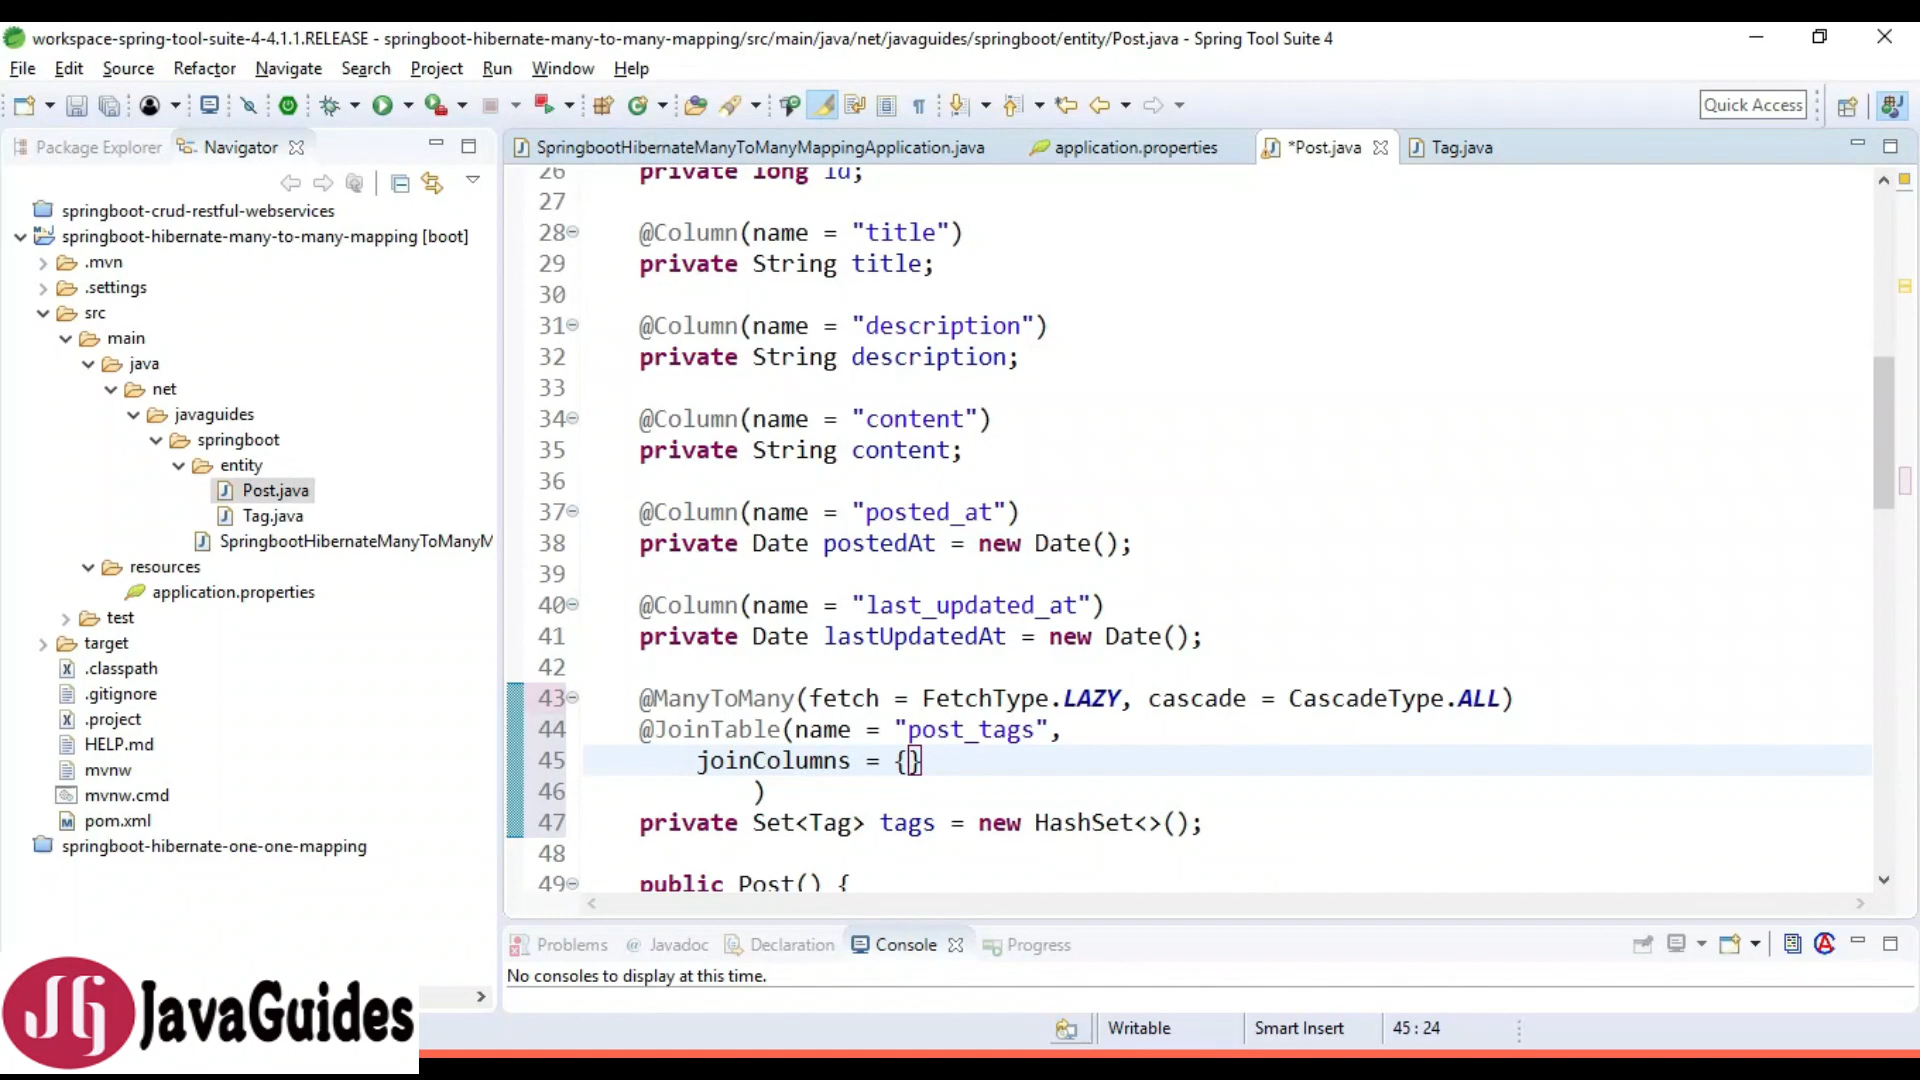 workspace-spring-tool-suite-4-4.1.1.RELEASE - springboot-hibernate-many-to-many-mapping/src/main/java/net/javaguides/springboot/entity/Post.java - Spring Tool Suite 4
File Edit Source Refactor Navigate Search Project Run Window Help
Quick Access
Package Explorer Navigator
SpringbootHibernateManyToManyMappingApplication.java application.properties *Post.java Tag.java
springboot-crud-restful-webservices
springboot-hibernate-many-to-many-mapping [boot]
.mvn
.settings
src
main
java
net
javaguides
springboot
entity
Post.java
Tag.java
SpringbootHibernateManyToManyM
resources
application.properties
test
target
.classpath
.gitignore
.project
HELP.md
mvnw
mvnw.cmd
pom.xml
springboot-hibernate-one-one-mapping
26 private long id;
27
28 @Column(name = "title")
29 private String title;
30
31 @Column(name = "description")
32 private String description;
33
34 @Column(name = "content")
35 private String content;
36
37 @Column(name = "posted_at")
38 private Date postedAt = new Date();
39
40 @Column(name = "last_updated_at")
41 private Date lastUpdatedAt = new Date();
42
43 @ManyToMany(fetch = FetchType.LAZY, cascade = CascadeType.ALL)
44 @JoinTable(name = "post_tags",
45 joinColumns = {}
46 )
47 private Set<Tag> tags = new HashSet<>();
48
49 public Post() {
Problems @ Javadoc Declaration Console Progress
No consoles to display at this time.
Writable Smart Insert 45 : 24
JG JavaGuides